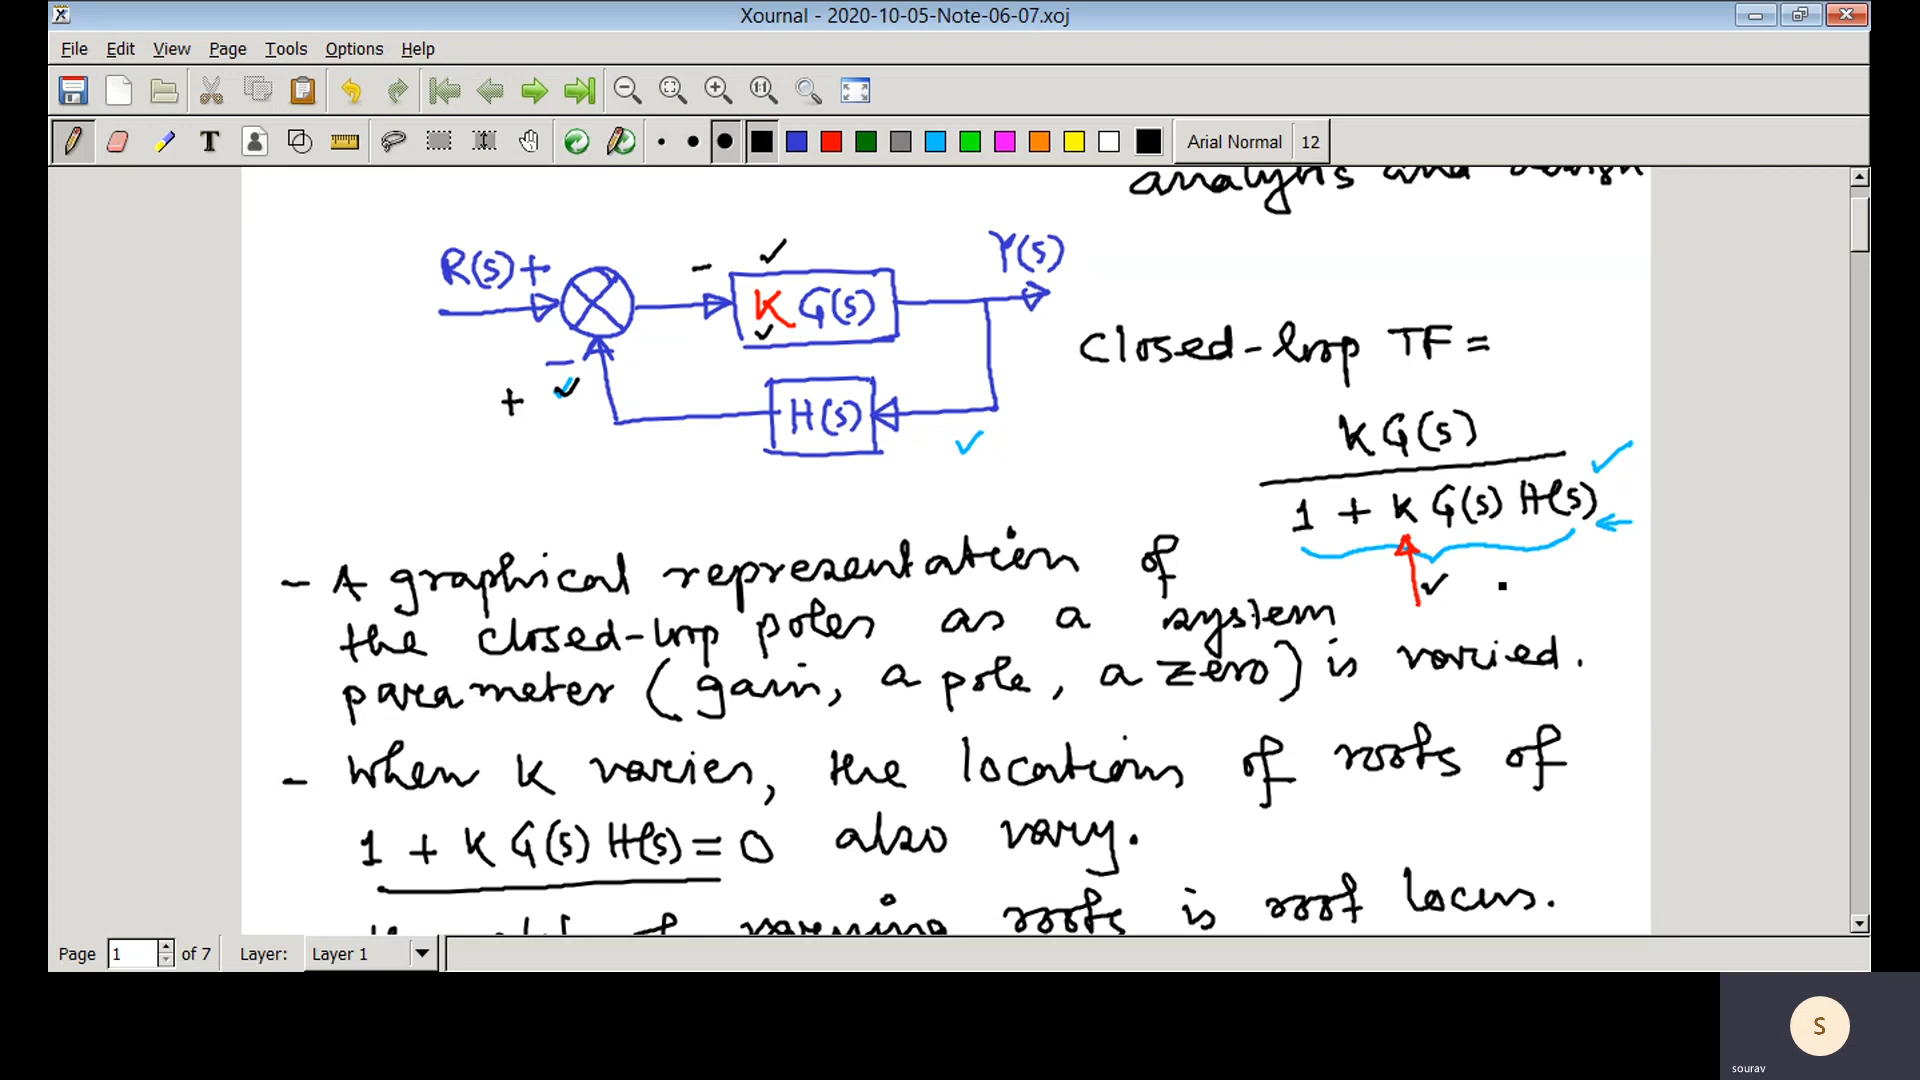 Xournal - 2020-10-05-Note-06-07.xoj
File Edit View Page Tools Options Help
Arial Normal 12
analysis and design
R(s) +
-
K G(s)
Y(s)
-
+
H(s)
closed-loop TF =
K G(s)
1 + K G(s) H(s)
- A graphical representation of
the closed-loop poles as a system
parameter (gain, a pole, a zero) is varied.
- When K varies, the locations of roots of
1 + K G(s) H(s) = 0 also vary.
of varying roots is root locus.
Page 1 of 7 Layer: Layer 1
S
sourav